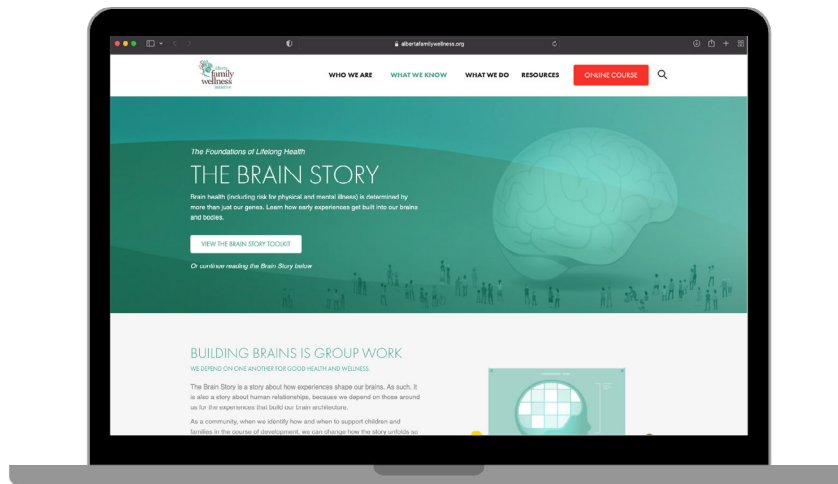 albertafamilywellness.org
Alberta
family
wellness
initiative
WHO WE ARE
WHAT WE KNOW
WHAT WE DO
RESOURCES
ONLINE COURSE
The Foundations of Lifelong Health
THE BRAIN STORY
Brain health (including risk for physical and mental illness) is determined by
more than just our genes. Learn how early experiences get built into our brains
and bodies.
VIEW THE BRAIN STORY TOOLKIT
Or continue reading the Brain Story below
BUILDING BRAINS IS GROUP WORK
WE DEPEND ON ONE ANOTHER FOR GOOD HEALTH AND WELLNESS.
The Brain Story is a story about how experiences shape our brains. As such, it
is also a story about human relationships, because we depend on those around
us for the experiences that build our brain architecture.
As a community, when we identify how and when to support children and
families in the course of development, we can change how the story unfolds so